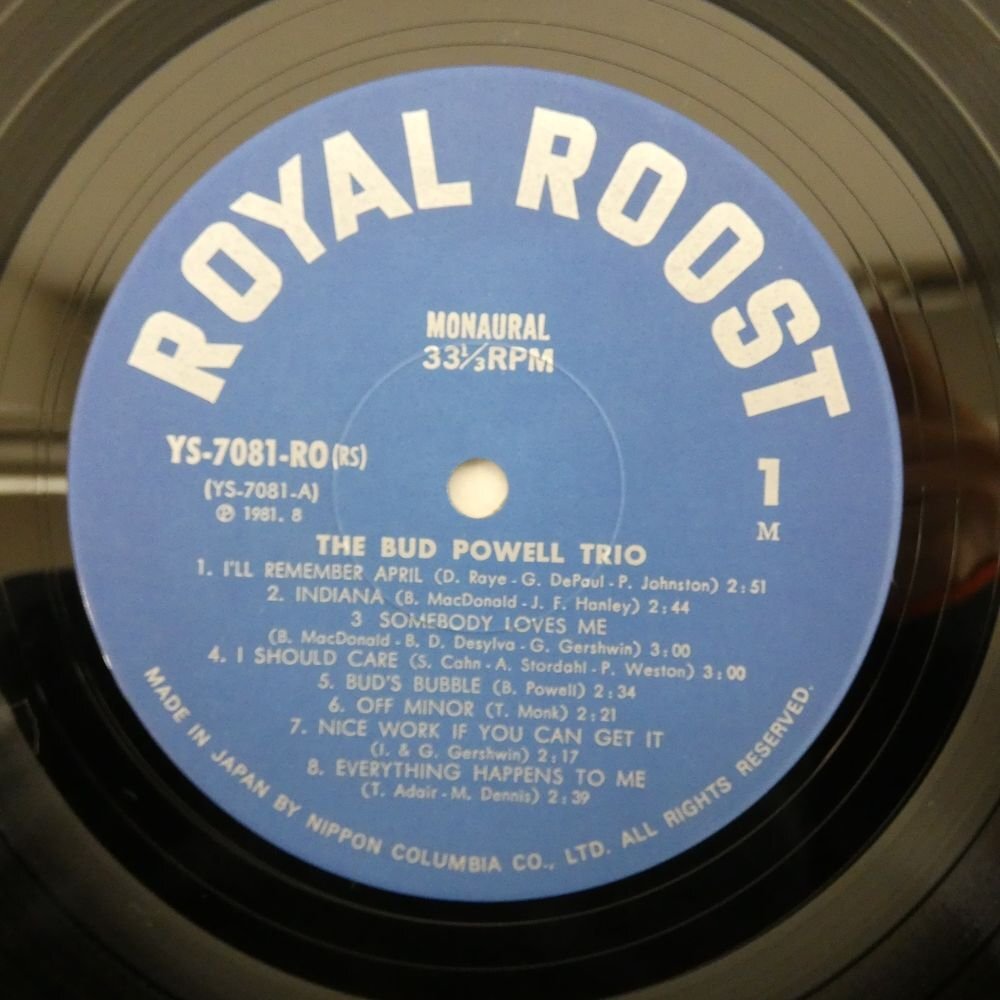 ROYAL ROOST
MONAURAL
33⅓RPM
YS-7081-RO(RS)
(YS-7081-A)
Ⓟ 1981. 8
1
M
THE BUD POWELL TRIO
1. I'LL REMEMBER APRIL (D. Raye - G. DePaul - P. Johnston) 2:51
2. INDIANA (B. MacDonald - J. F. Hanley) 2:44
3 SOMEBODY LOVES ME
(B. MacDonald - B. D. Desylva - G. Gershwin) 3:00
4. I SHOULD CARE (S. Cahn - A. Stordahl - P. Weston) 3:00
5. BUD'S BUBBLE (B. Powell) 2:34
6. OFF MINOR (T. Monk) 2:21
7. NICE WORK IF YOU CAN GET IT
(I. & G. Gershwin) 2:17
8. EVERYTHING HAPPENS TO ME
(T. Adair - M. Dennis) 2:39
MADE IN JAPAN BY NIPPON COLUMBIA CO., LTD. ALL RIGHTS RESERVED.